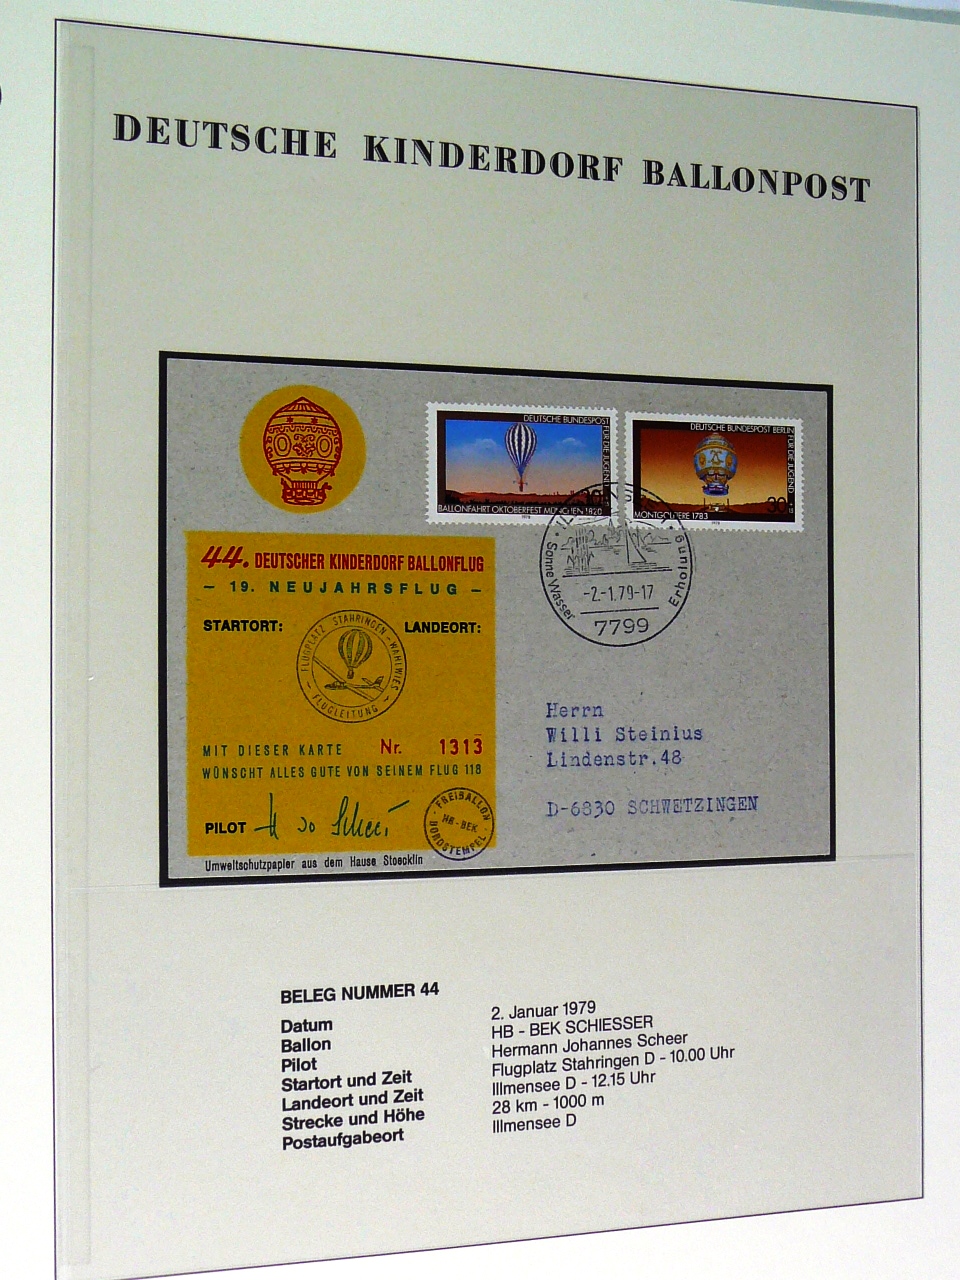 DEUTSCHE KINDERDORF BALLONPOST
DEUTSCHE BUNDESPOST
FÜR DIE JUGEND
BALLONFAHRT OKTOBERFEST MÜNCHEN 1820
1978
DEUTSCHE BUNDESPOST BERLIN
FÜR DIE JUGEND
30
MONTGOLFIERE 1783
1978
Sonne Wasser Erholung
-2.-1.79-17
7799
44. DEUTSCHER KINDERDORF BALLONFLUG
– 19. NEUJAHRSFLUG –
STARTORT: LANDEORT:
FLUGPLATZ STAHRINGEN - WAHLWIES
– FLUGLEITUNG –
MIT DIESER KARTE Nr. 1313
WÜNSCHT ALLES GUTE VON SEINEM FLUG 118
PILOT
FREIBALLON
HB-BEK
BORDSTEMPEL
Umweltschutzpapier aus dem Hause Stoecklin
Herrn
Willi Steinius
Lindenstr.48
D-6830 SCHWETZINGEN
BELEG NUMMER 44
Datum 2. Januar 1979
Ballon HB - BEK SCHIESSER
Pilot Hermann Johannes Scheer
Startort und Zeit Flugplatz Stahringen D - 10.00 Uhr
Landeort und Zeit Illmensee D - 12.15 Uhr
Strecke und Höhe 28 km - 1000 m
Postaufgabeort Illmensee D